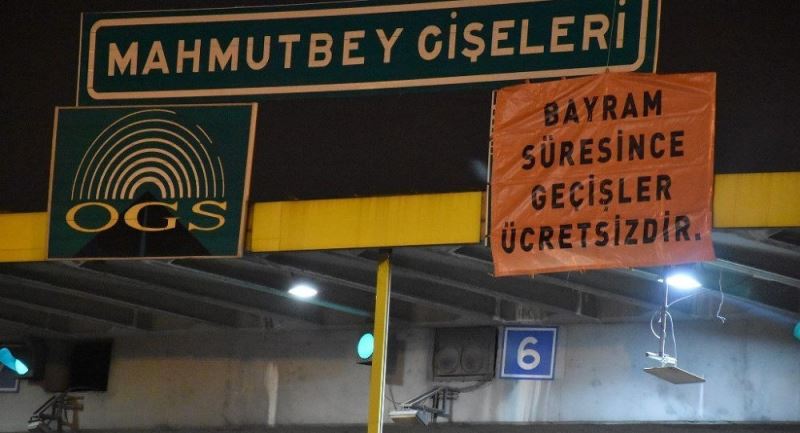 MAHMUTBEY GİŞELERİ
OGS
BAYRAM
SÜRESİNCE
GEÇİŞLER
ÜCRETSİZDİR.
6